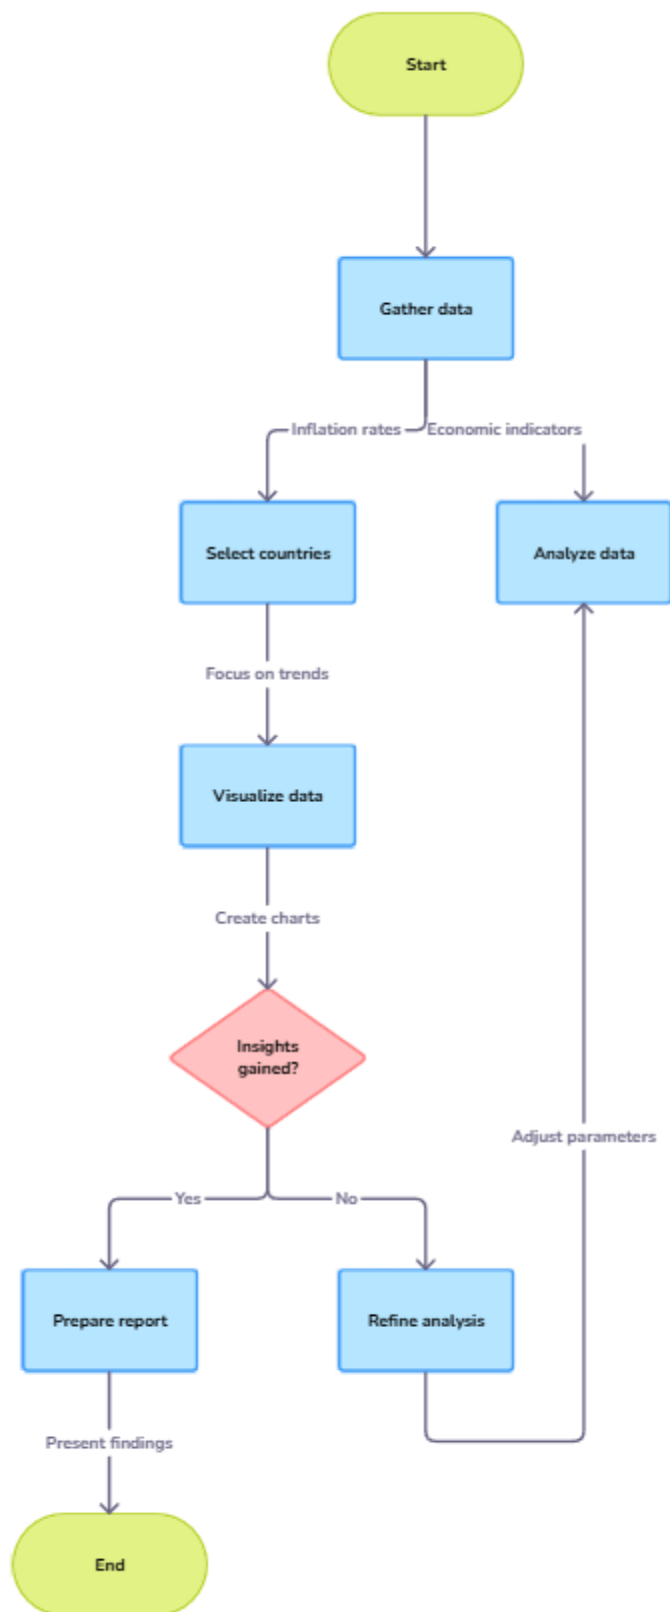 Start
Gather data
Inflation rates
Economic indicators
Select countries
Analyze data
Focus on trends
Visualize data
Create charts
Insights
gained?
Adjust parameters
Yes
No
Prepare report
Refine analysis
Present findings
End